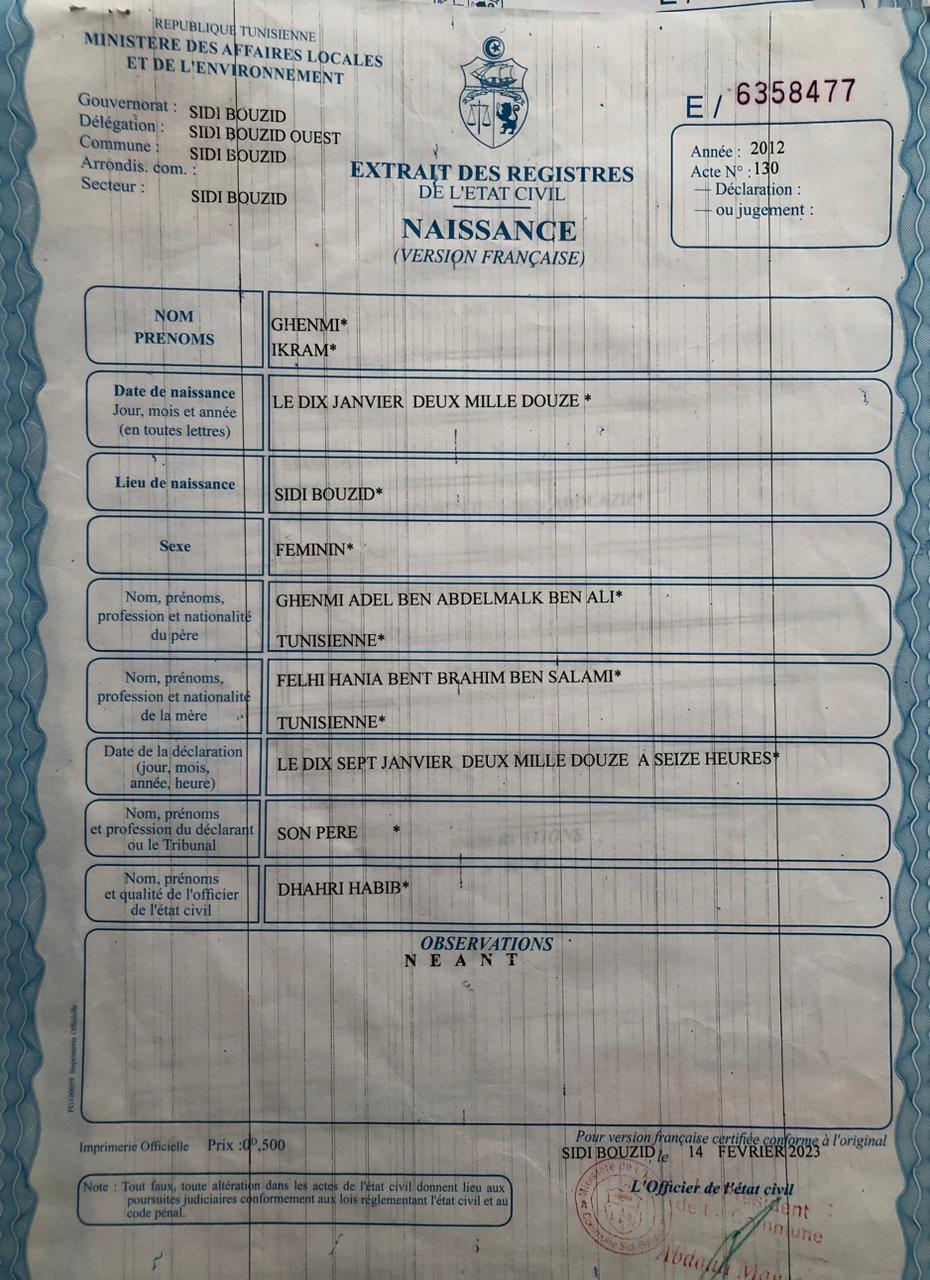 REPUBLIQUE TUNISIENNE
MINISTERE DES AFFAIRES LOCALES
ET DE L'ENVIRONNEMENT
Gouvernorat : SIDI BOUZID
Délégation : SIDI BOUZID OUEST
Commune : SIDI BOUZID
Arrondis. com. :
Secteur : SIDI BOUZID
E / 6358477
Année : 2012
Acte N° : 130
— Déclaration :
— ou jugement :
EXTRAIT DES REGISTRES
DE L'ETAT CIVIL
NAISSANCE
(VERSION FRANÇAISE)
NOM
PRENOMS
GHENMI*
IKRAM*
Date de naissance
Jour, mois et année
(en toutes lettres)
LE DIX JANVIER DEUX MILLE DOUZE *
Lieu de naissance
SIDI BOUZID*
Sexe
FEMININ*
Nom, prénoms,
profession et nationalité
du père
GHENMI ADEL BEN ABDELMALK BEN ALI*
TUNISIENNE*
Nom, prénoms,
profession et nationalité
de la mère
FELHI HANIA BENT BRAHIM BEN SALAMI*
TUNISIENNE*
Date de la déclaration
(jour, mois,
année, heure)
LE DIX SEPT JANVIER DEUX MILLE DOUZE A SEIZE HEURES*
Nom, prénoms
et profession du déclarant
ou le Tribunal
SON PERE *
Nom, prénoms
et qualité de l'officier
de l'état civil
DHAHRI HABIB*
OBSERVATIONS
N E A N T
Imprimerie Officielle Prix :0ᴰ,500
Pour version française certifiée conforme à l'original
SIDI BOUZID le 14 FEVRIER 2023
L'Officier de l'état civil
Note : Tout faux, toute altération dans les actes de l'état civil donnent lieu aux
poursuites judiciaires conformement aux lois réglementant l'état civil et au
code pénal.